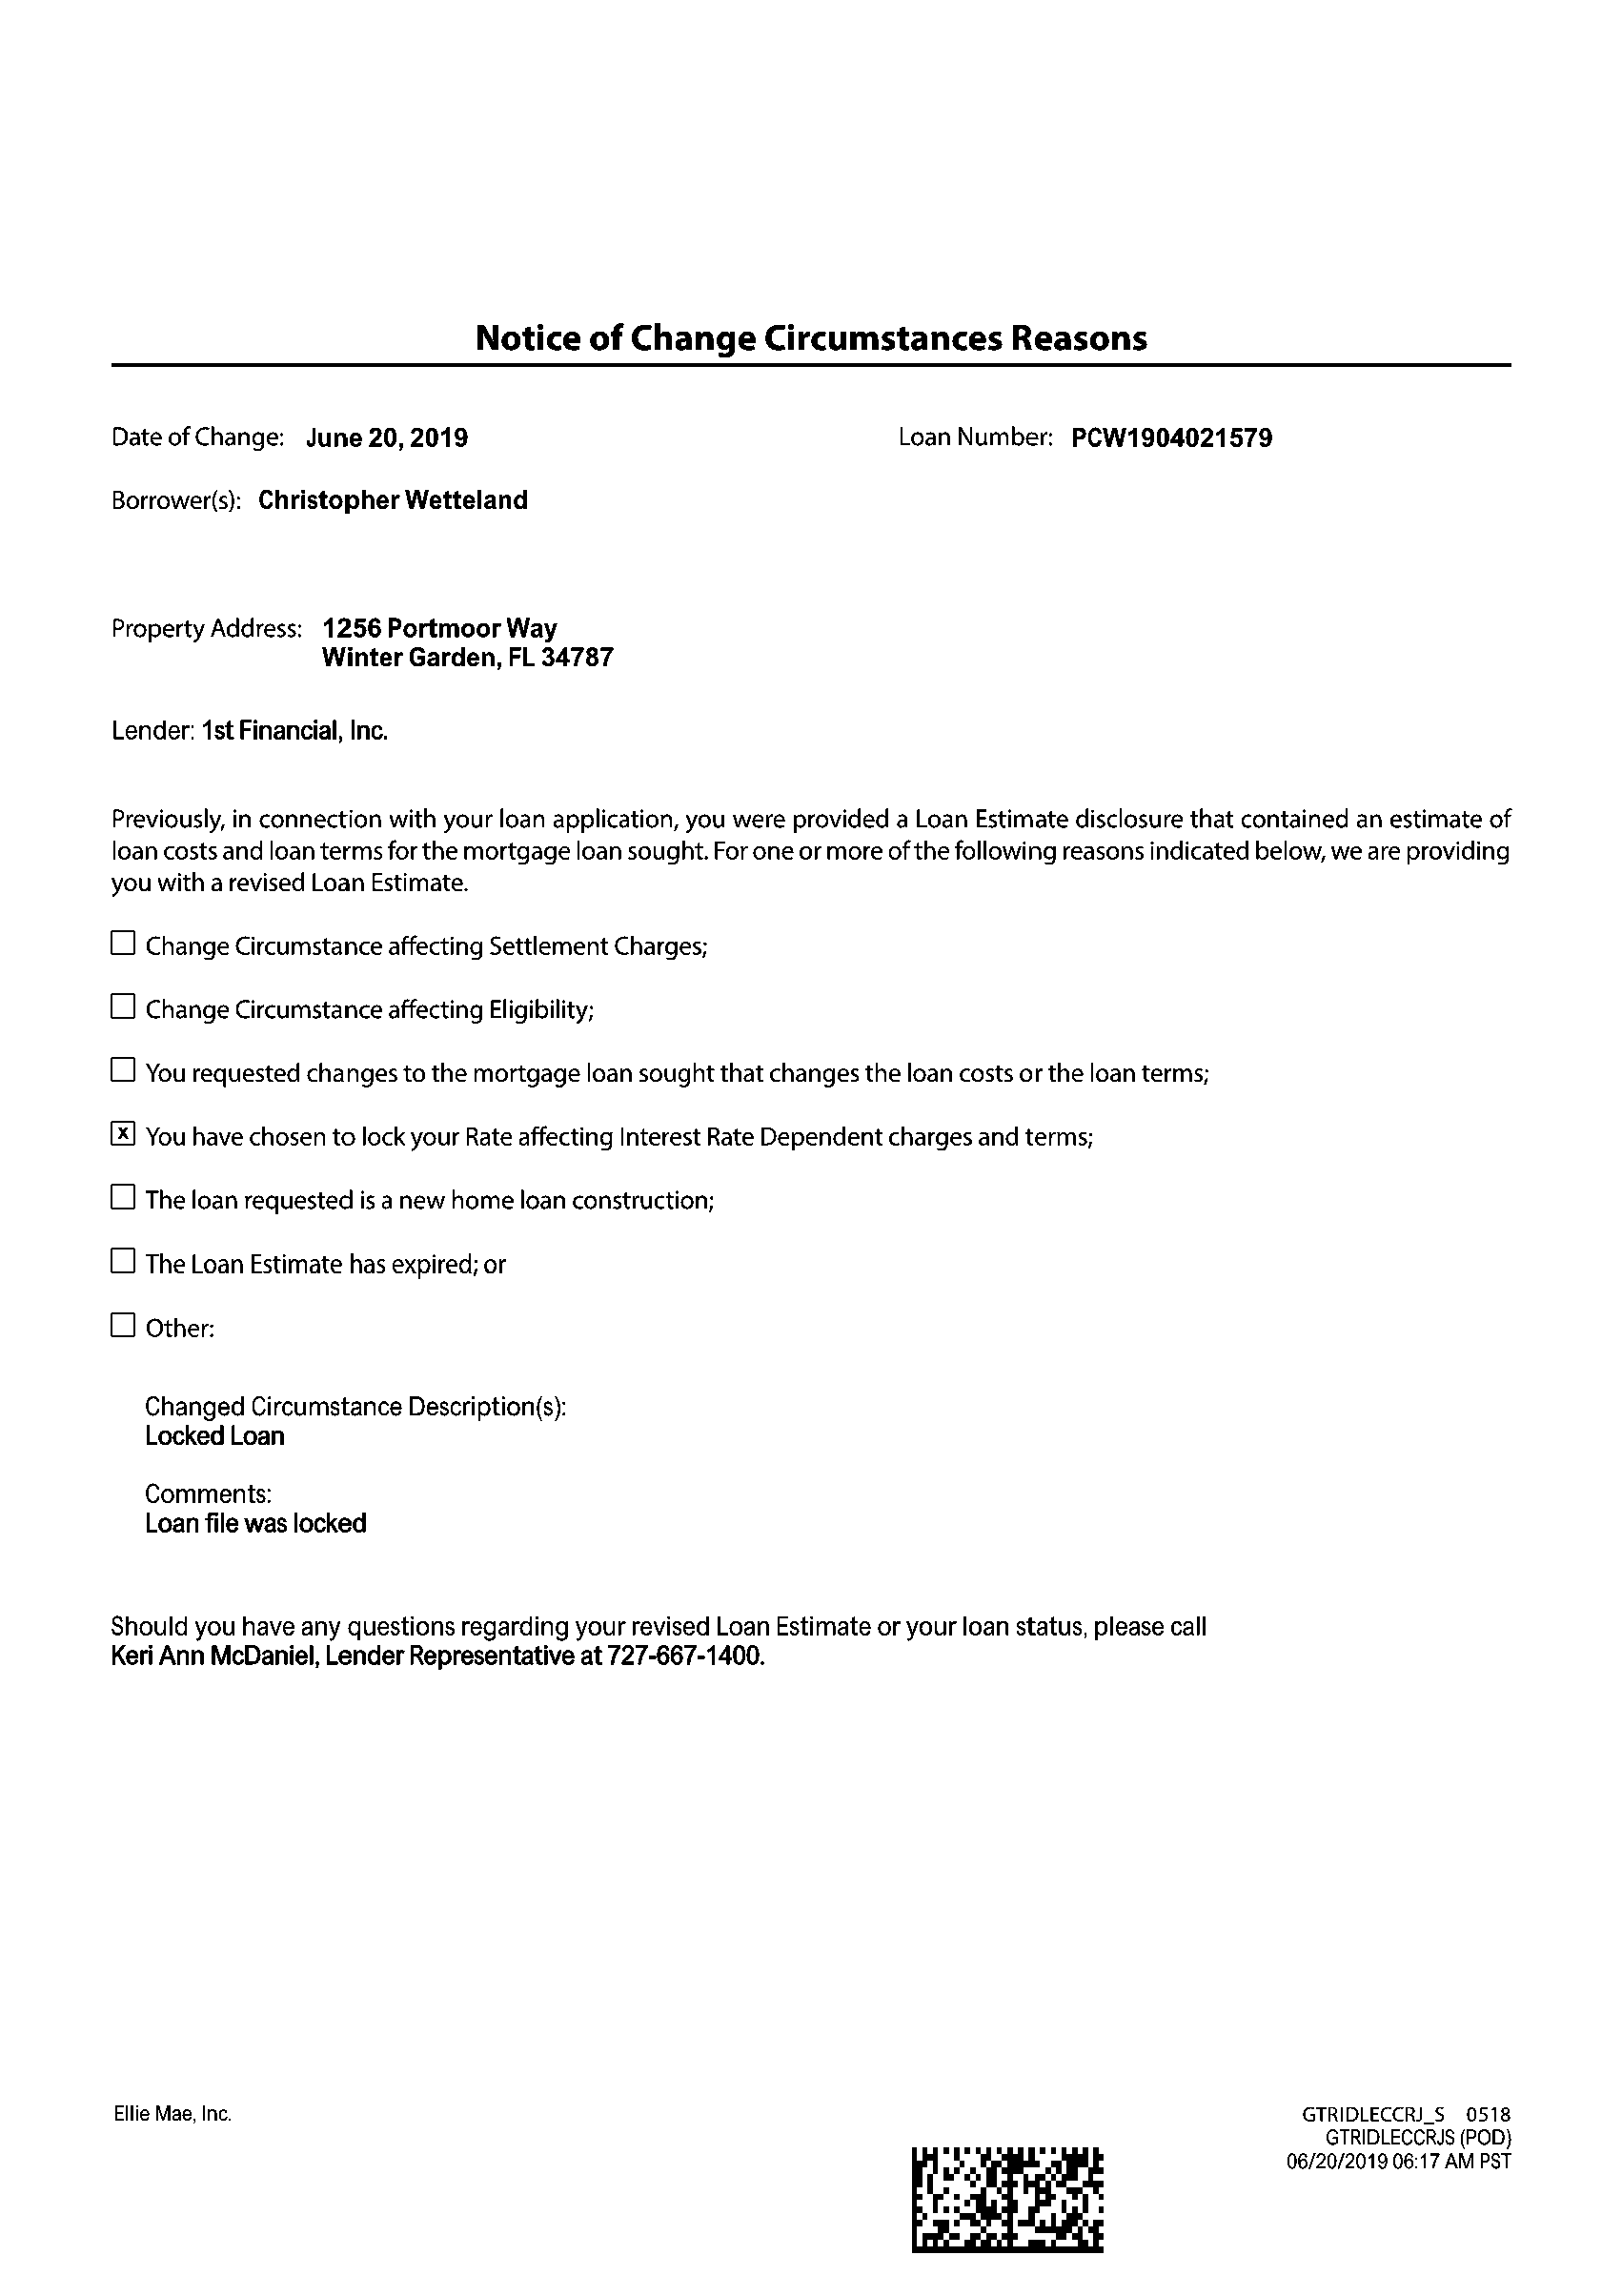 Notice of Change Circumstances Reasons
Date of Change: June 20, 2019 Loan Number: PCW1904021579
Borrower(s): Christopher Wetteland
Property Address: 1256 Portmoor Way
Winter Garden, FL 34787
Lender: 1st Financial, Inc.
Previously, in connection with your loan application, you were provided a Loan Estimate disclosure that contained an estimate of
loan costs and loan terms for the mortgage loan sought. For one or more of the following reasons indicated below, we are providing
you with a revised Loan Estimate.
☐ Change Circumstance affecting Settlement Charges;
☐ Change Circumstance affecting Eligibility;
☐ You requested changes to the mortgage loan sought that changes the loan costs or the loan terms;
☒ You have chosen to lock your Rate affecting Interest Rate Dependent charges and terms;
☐ The loan requested is a new home loan construction;
☐ The Loan Estimate has expired; or
☐ Other:
Changed Circumstance Description(s):
Locked Loan
Comments:
Loan file was locked
Should you have any questions regarding your revised Loan Estimate or your loan status, please call
Keri Ann McDaniel, Lender Representative at 727-667-1400.
Ellie Mae, Inc. GTRIDLECCRJ_S 0518
GTRIDLECCRJS (POD)
06/20/2019 06:17 AM PST